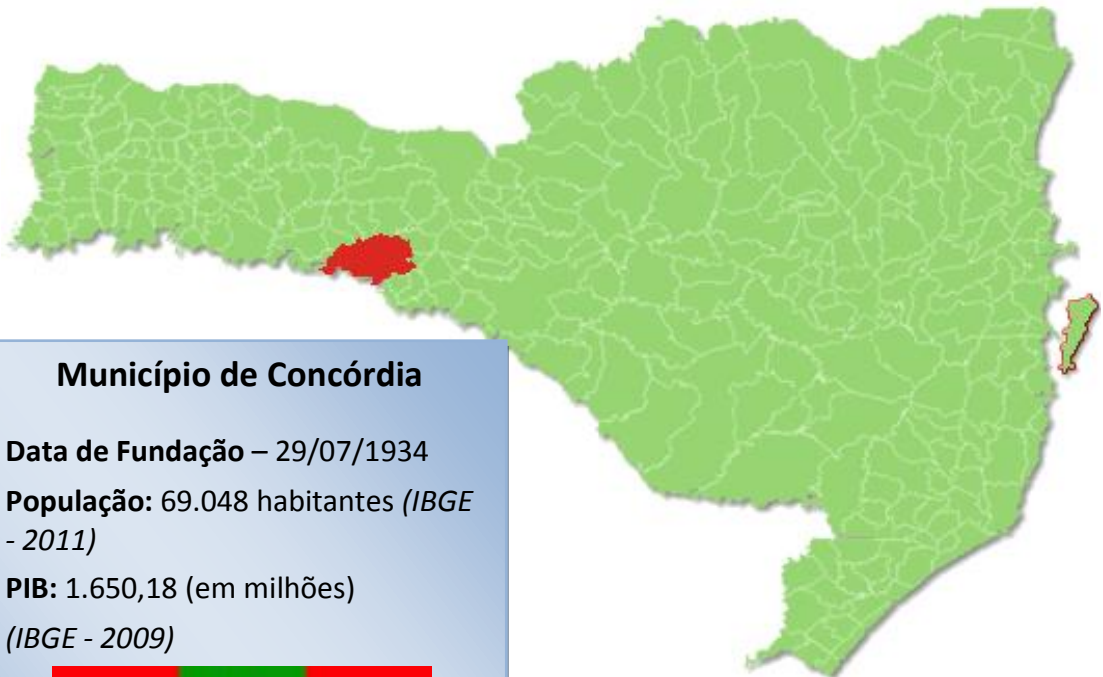 Município de Concórdia
Data de Fundação – 29/07/1934
População: 69.048 habitantes (IBGE
- 2011)
PIB: 1.650,18 (em milhões)
(IBGE - 2009)